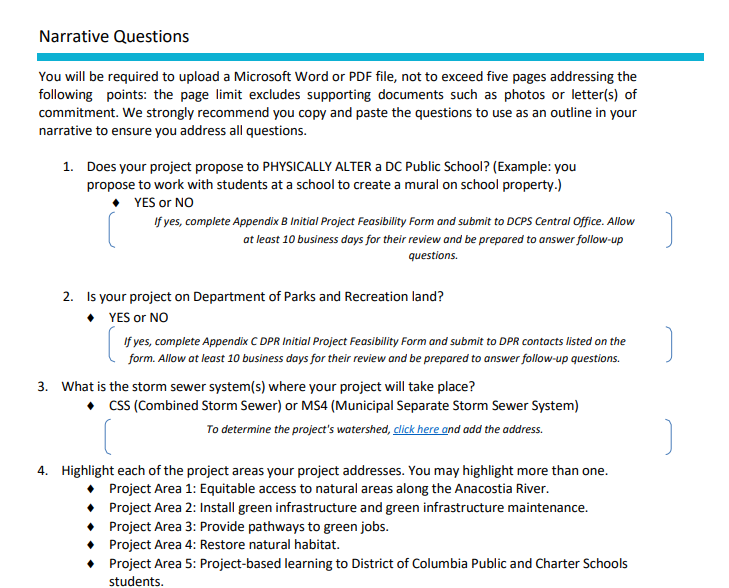 Narrative Questions
You will be required to upload a Microsoft Word or PDF file, not to exceed five pages addressing the
following points: the page limit excludes supporting documents such as photos or letter(s) of
commitment. We strongly recommend you copy and paste the questions to use as an outline in your
narrative to ensure you address all questions.
1. Does your project propose to PHYSICALLY ALTER a DC Public School? (Example: you
propose to work with students at a school to create a mural on school property.)
♦ YES or NO
If yes, complete Appendix B Initial Project Feasibility Form and submit to DCPS Central Office. Allow
at least 10 business days for their review and be prepared to answer follow-up
questions.
2. Is your project on Department of Parks and Recreation land?
♦ YES or NO
If yes, complete Appendix C DPR Initial Project Feasibility Form and submit to DPR contacts listed on the
form. Allow at least 10 business days for their review and be prepared to answer follow-up questions.
3. What is the storm sewer system(s) where your project will take place?
♦ CSS (Combined Storm Sewer) or MS4 (Municipal Separate Storm Sewer System)
To determine the project's watershed, click here and add the address.
4. Highlight each of the project areas your project addresses. You may highlight more than one.
♦ Project Area 1: Equitable access to natural areas along the Anacostia River.
♦ Project Area 2: Install green infrastructure and green infrastructure maintenance.
♦ Project Area 3: Provide pathways to green jobs.
♦ Project Area 4: Restore natural habitat.
♦ Project Area 5: Project-based learning to District of Columbia Public and Charter Schools
students.